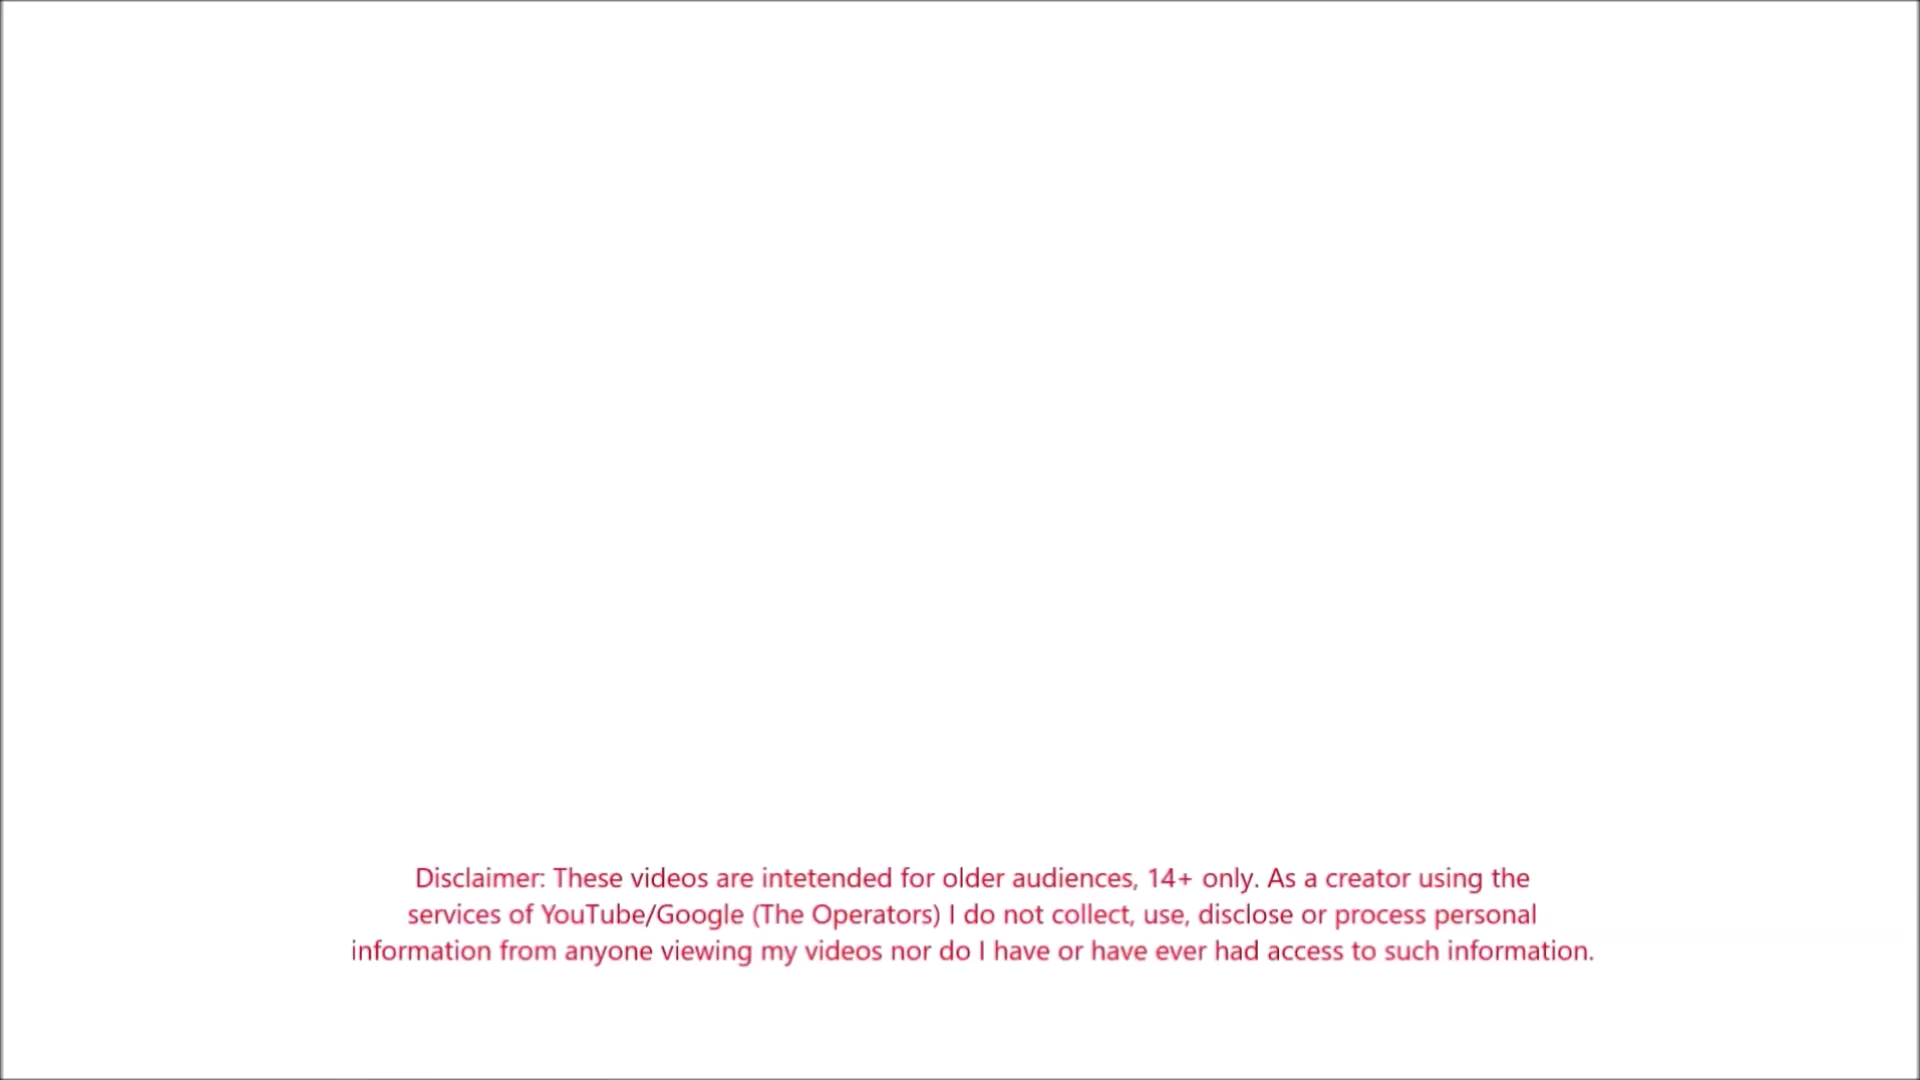 Disclaimer: These videos are intetended for older audiences, 14+ only. As a creator using the
services of YouTube/Google (The Operators) I do not collect, use, disclose or process personal
information from anyone viewing my videos nor do I have or have ever had access to such information.